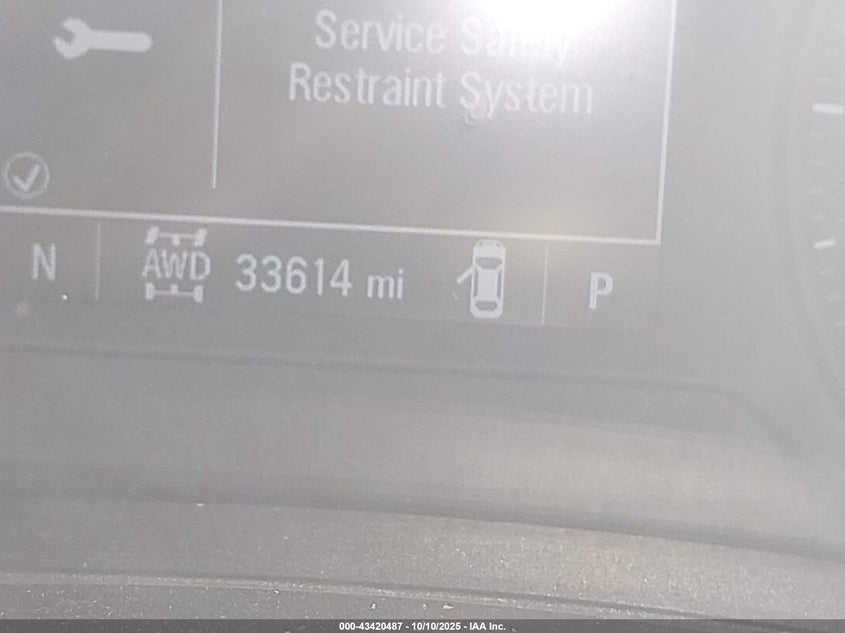 Service Safety
Restraint System
N
AWD
33614 mi
P
000-43420487 - 10/10/2025 - IAA Inc.